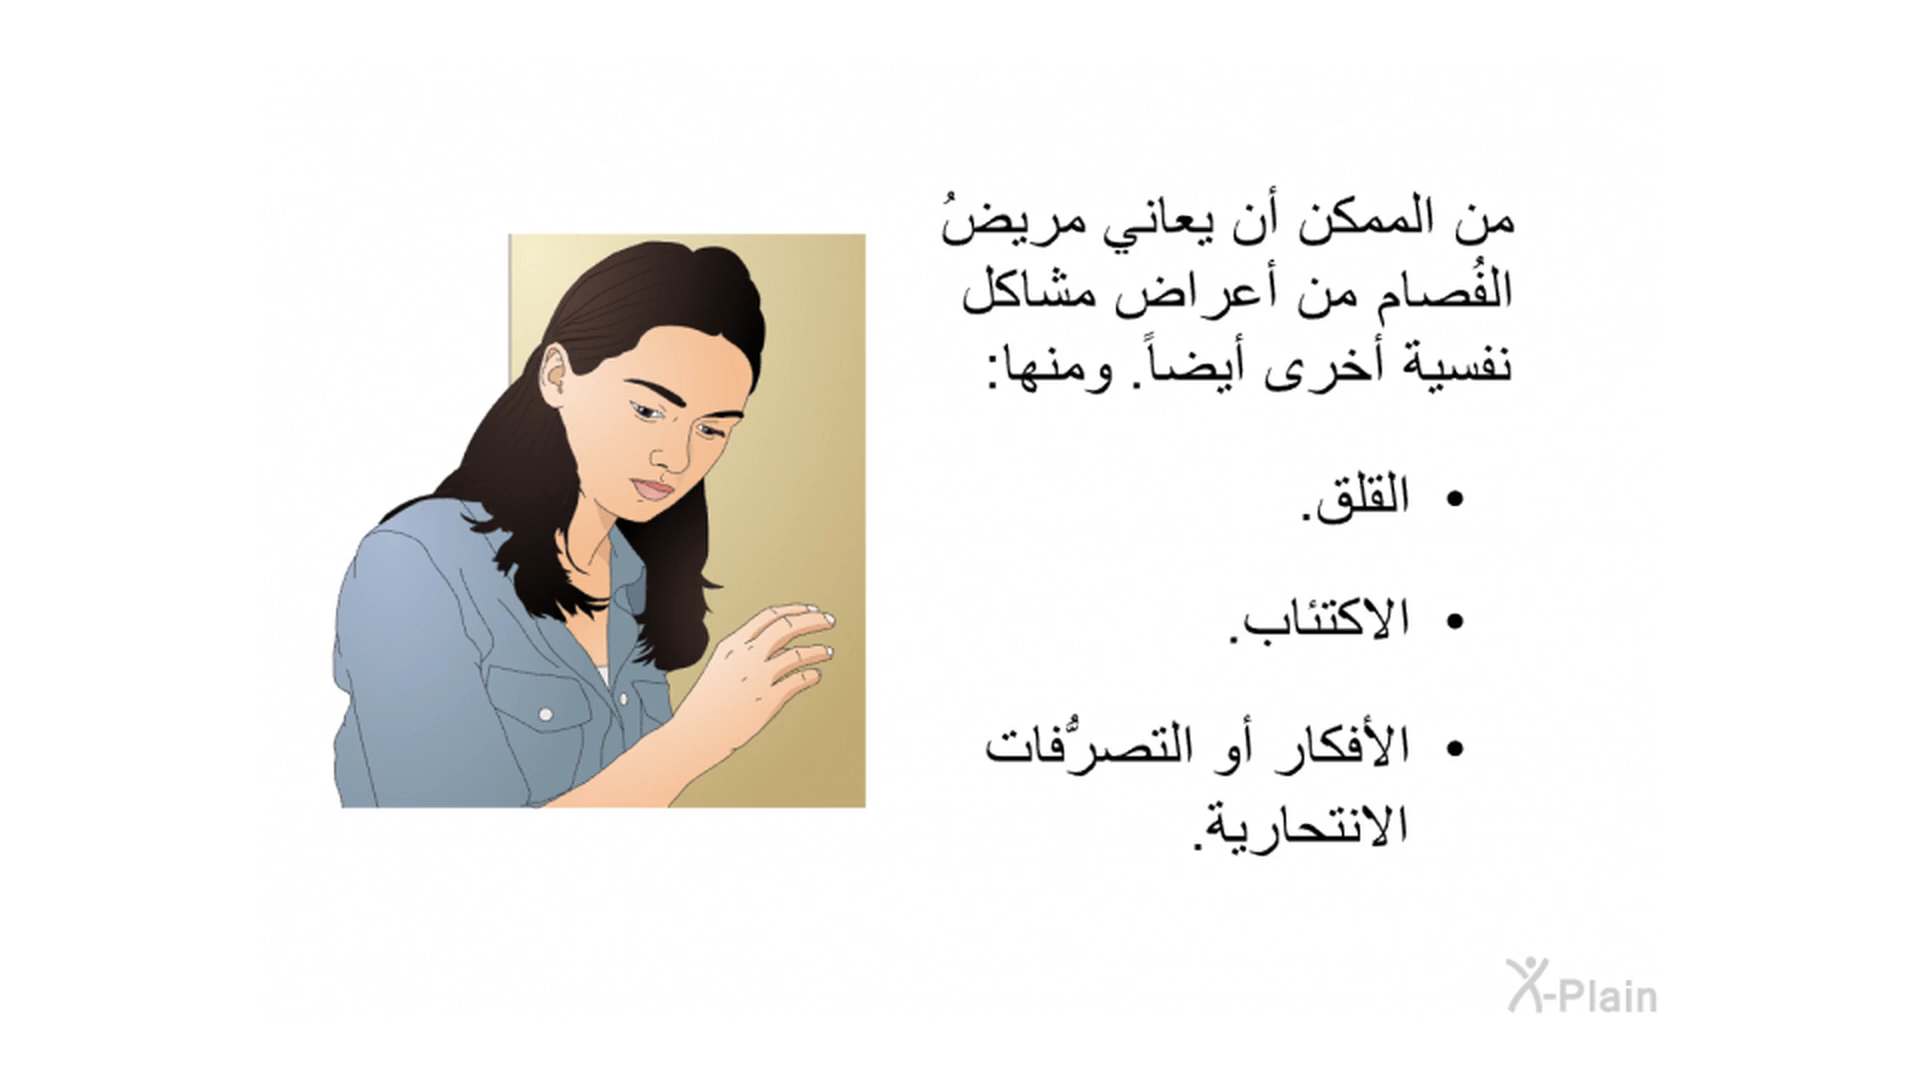 من الممكن أن يعاني مريضُ
الفُصام من أعراض مشاكل
نفسية أخرى أيضاً. ومنها:
• القلق.
• الاكتئاب.
• الأفكار أو التصرُّفات
الانتحارية.
X-Plain